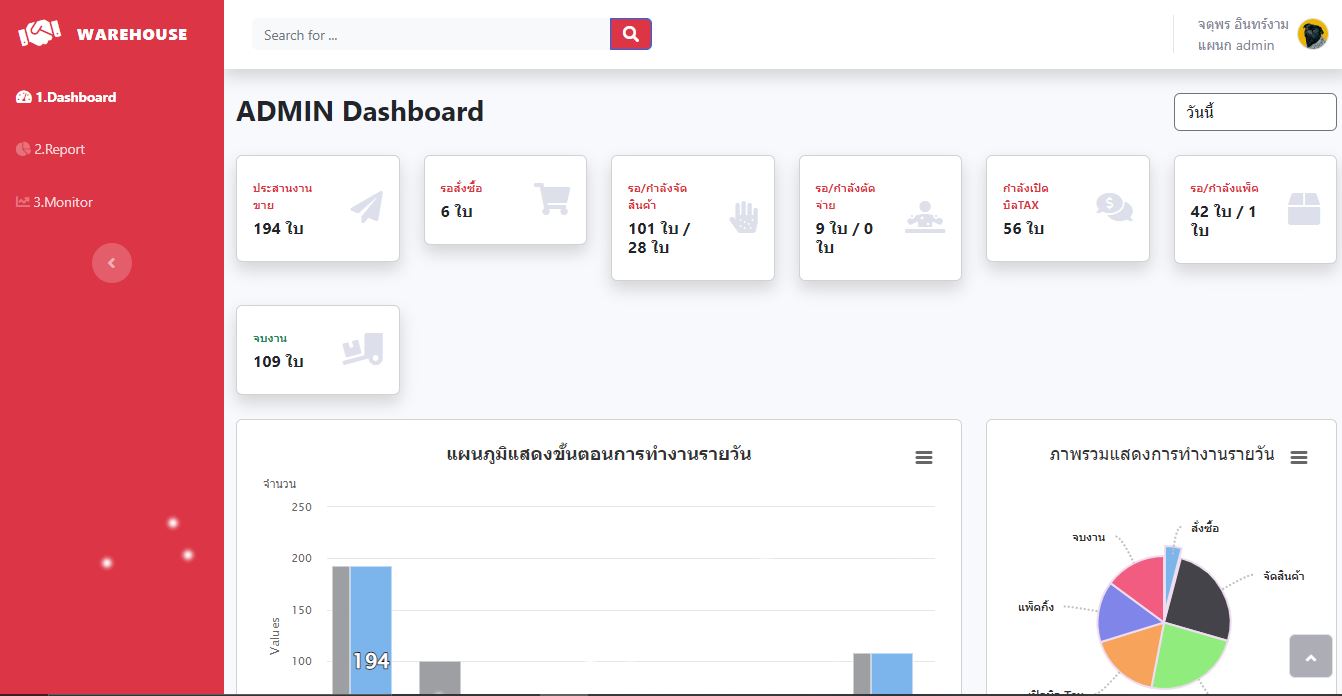 WAREHOUSE
Search for ...
จตุพร อินทร์งาม
แผนก admin
1.Dashboard
2.Report
3.Monitor
ADMIN Dashboard
วันนี้
ประสานงาน
ขาย
194 ใบ
รอสั่งซื้อ
6 ใบ
รอ/กำลังจัด
สินค้า
101 ใบ /
28 ใบ
รอ/กำลังตัด
จ่าย
9 ใบ / 0
ใบ
กำลังเปิด
บิลTAX
56 ใบ
รอ/กำลังแพ็ค
42 ใบ / 1
ใบ
จบงาน
109 ใบ
แผนภูมิแสดงขั้นตอนการทำงานรายวัน
จำนวน
250
200
150
100
Values
194
ภาพรวมแสดงการทำงานรายวัน
สั่งซื้อ
จบงาน
จัดสินค้า
แพ็คกิ้ง
เปิดบิล Tax